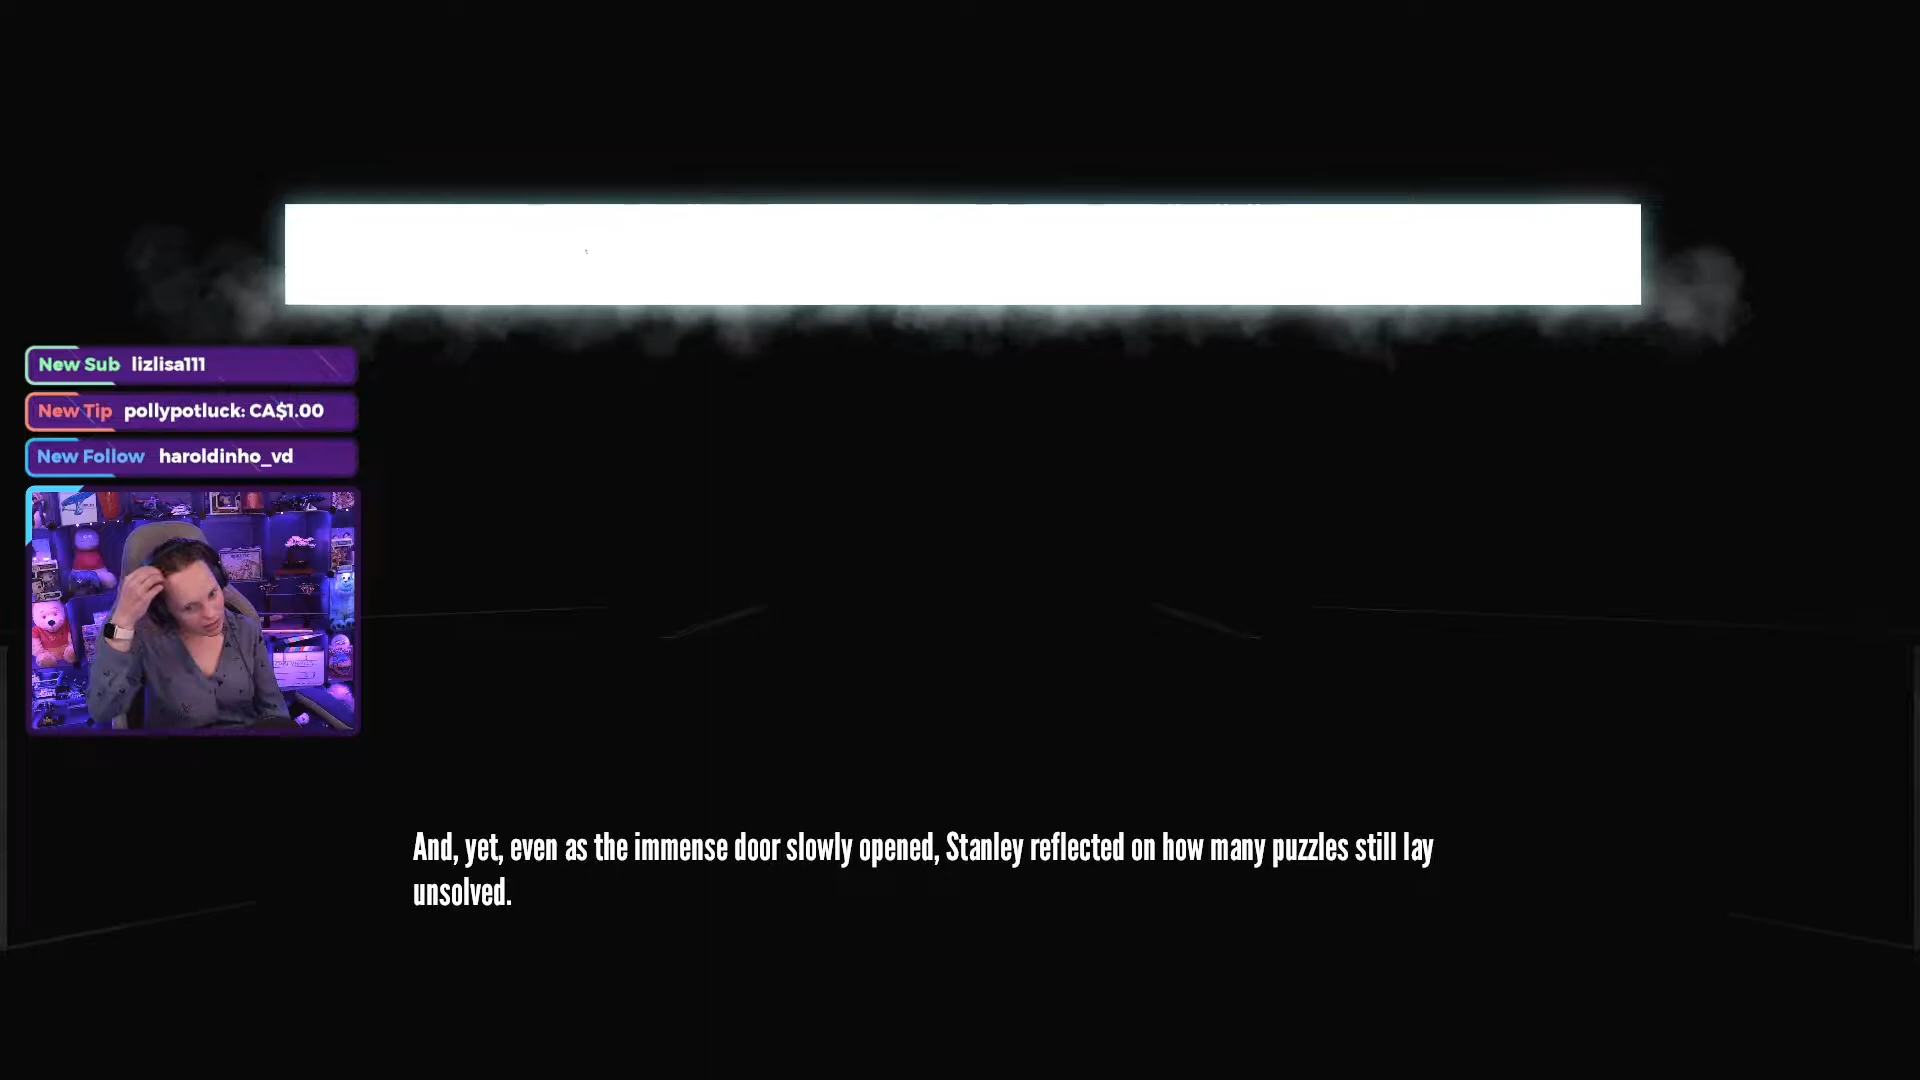 New Sub lizlisa111
New Tip pollypotluck: CA$1.00
New Follow haroldinho_vd
And, yet, even as the immense door slowly opened, Stanley reflected on how many puzzles still lay
unsolved.